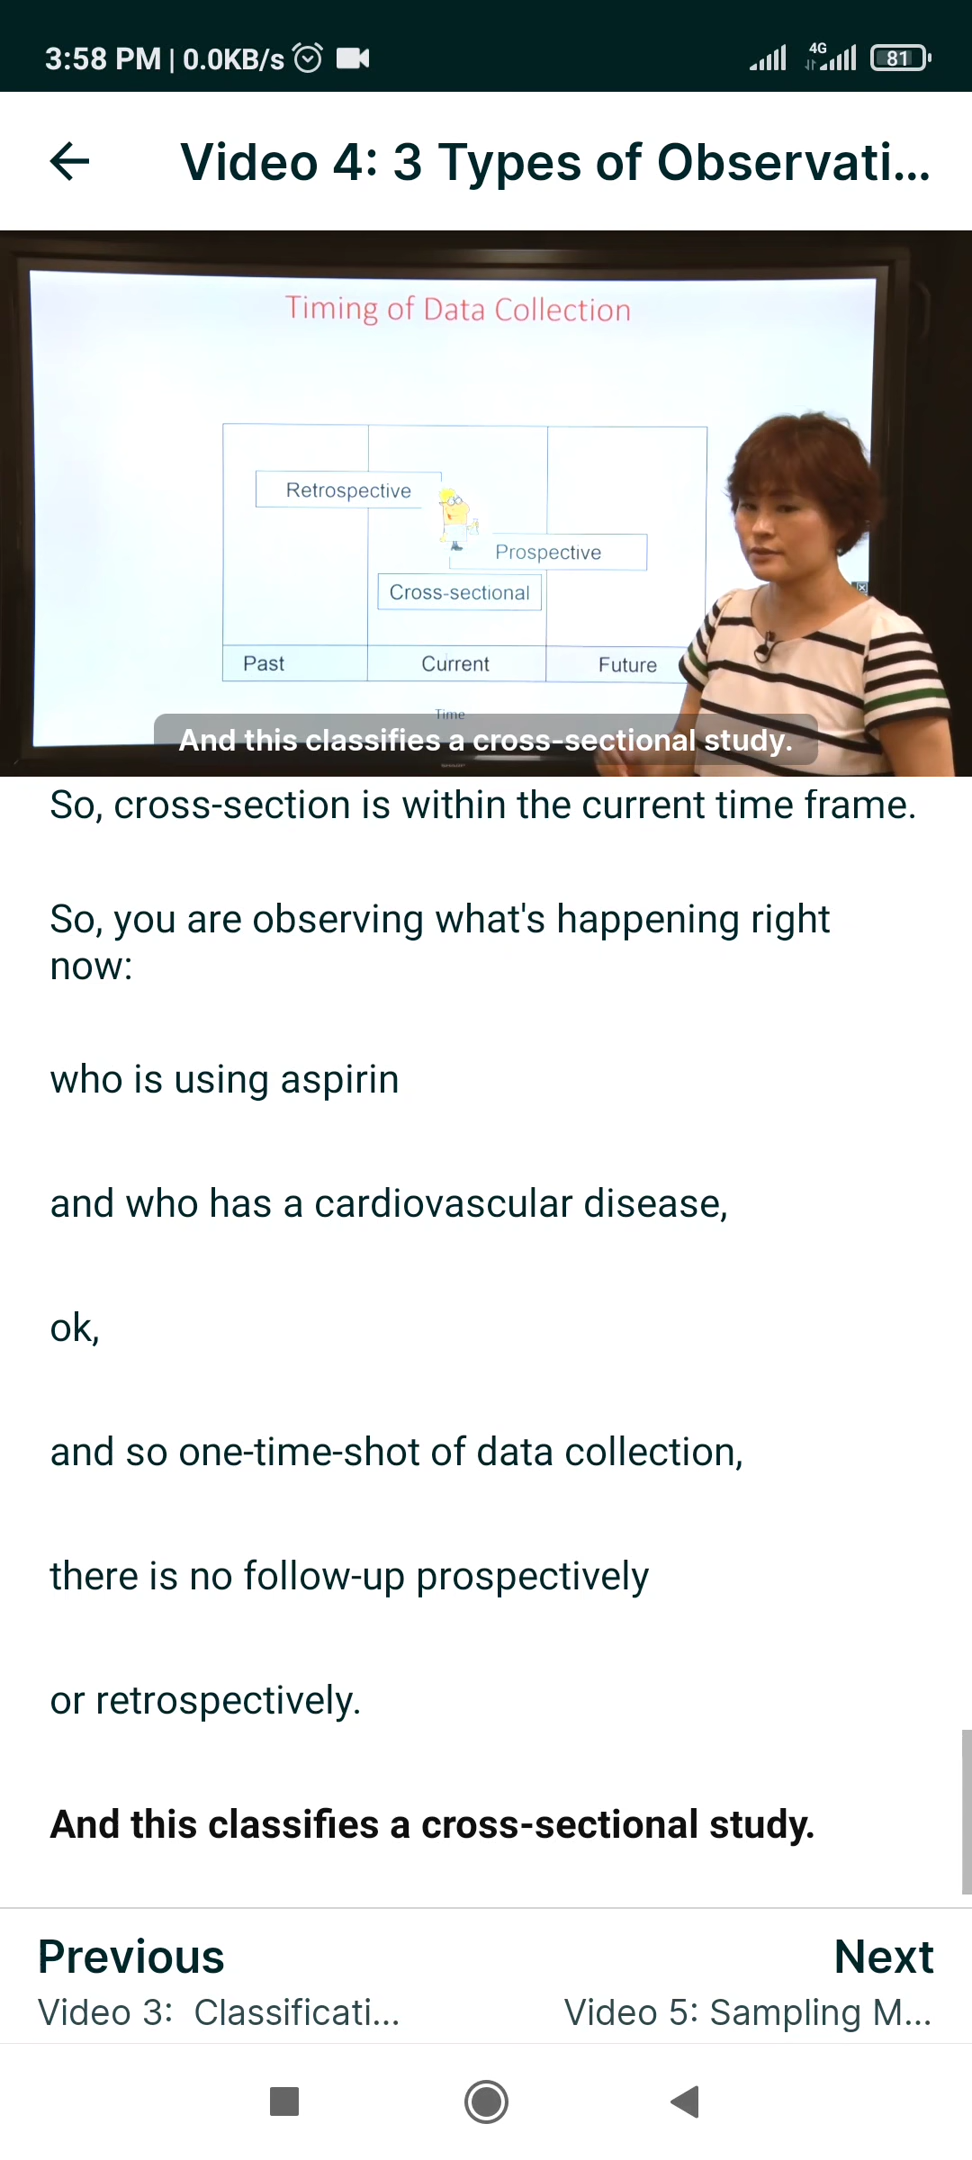 3:58 PM | 0.0KB/s
4G
81
Video 4: 3 Types of Observati...
Timing of Data Collection
Retrospective
Prospective
Cross-sectional
Past Current Future
Time
And this classifies a cross-sectional study.
So, cross-section is within the current time frame.
So, you are observing what's happening right
now:
who is using aspirin
and who has a cardiovascular disease,
ok,
and so one-time-shot of data collection,
there is no follow-up prospectively
or retrospectively.
And this classifies a cross-sectional study.
Previous Next
Video 3: Classificati... Video 5: Sampling M...